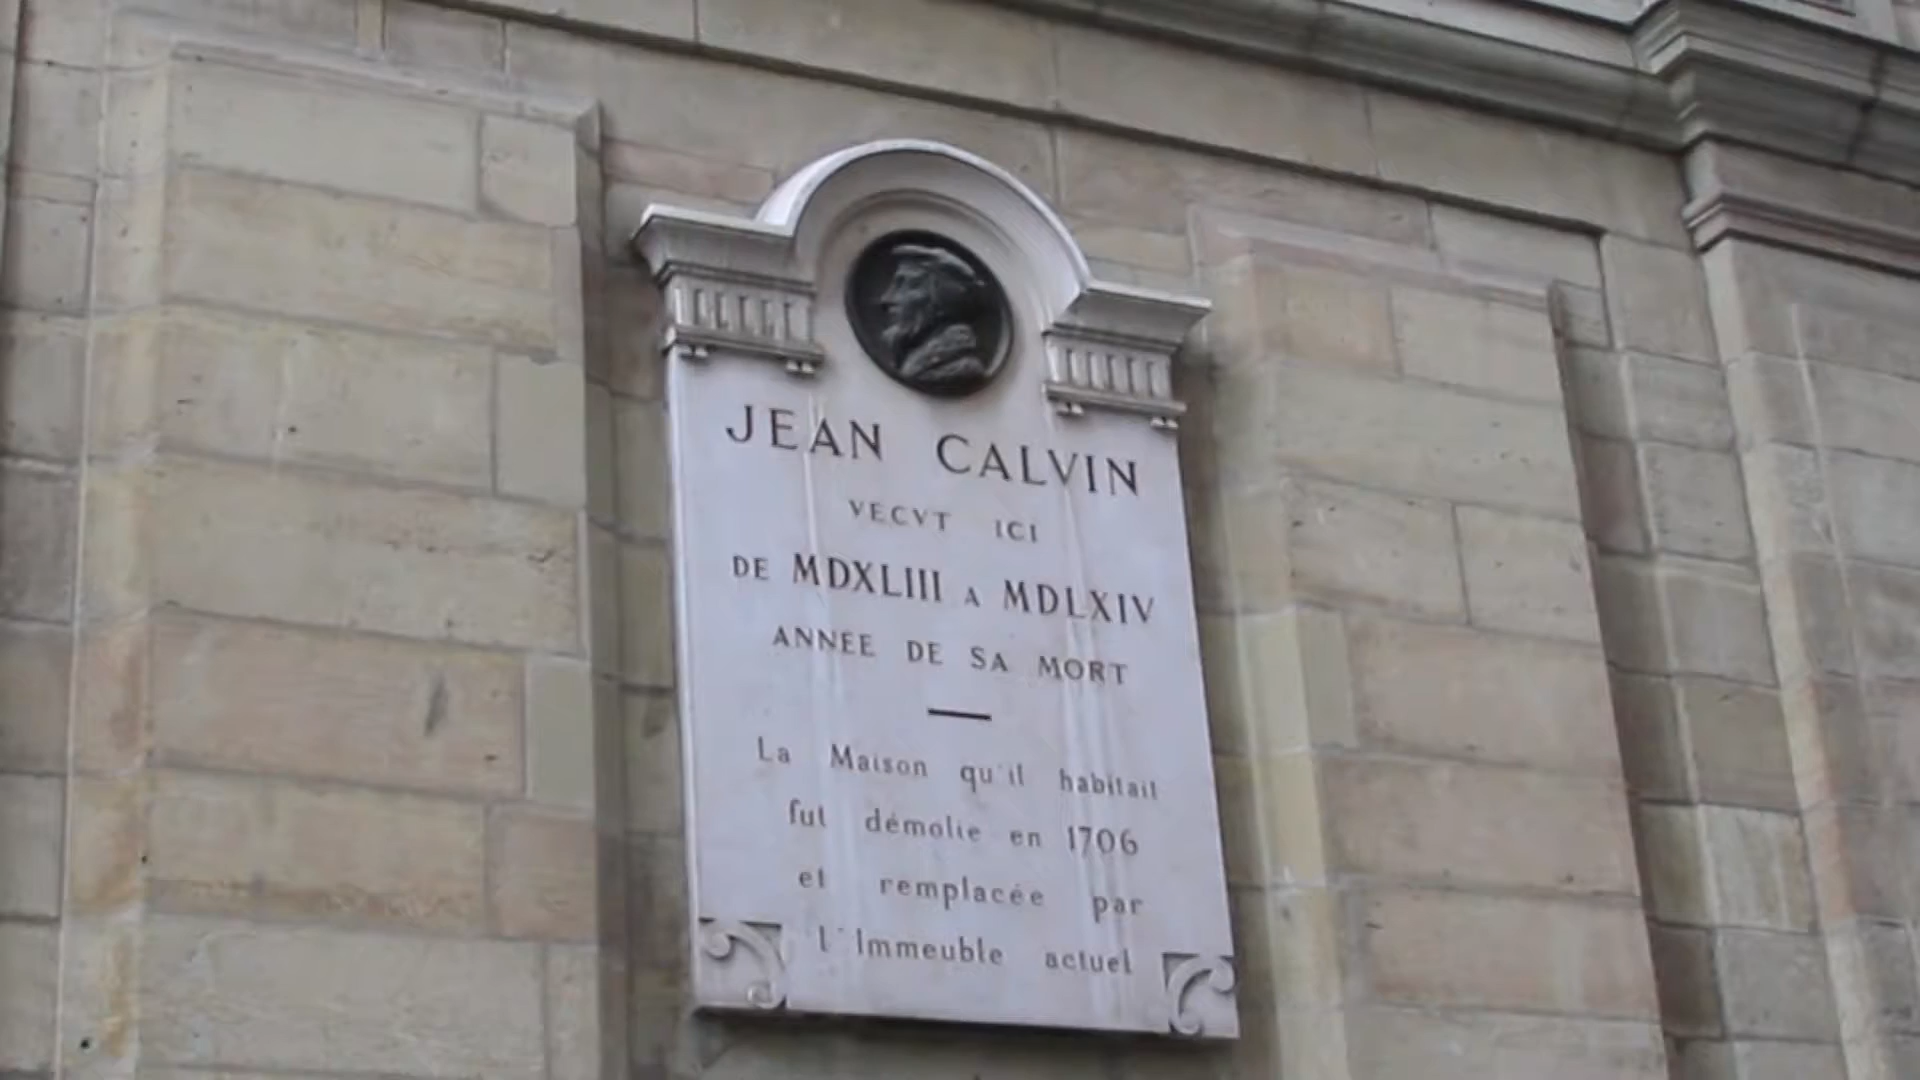 JEAN CALVIN
VECVT ICI
DE MDXLIII A MDLXIV
ANNEE DE SA MORT
La Maison qu'il habitait
fut démolie en 1706
et remplacée par
l'Immeuble actuel